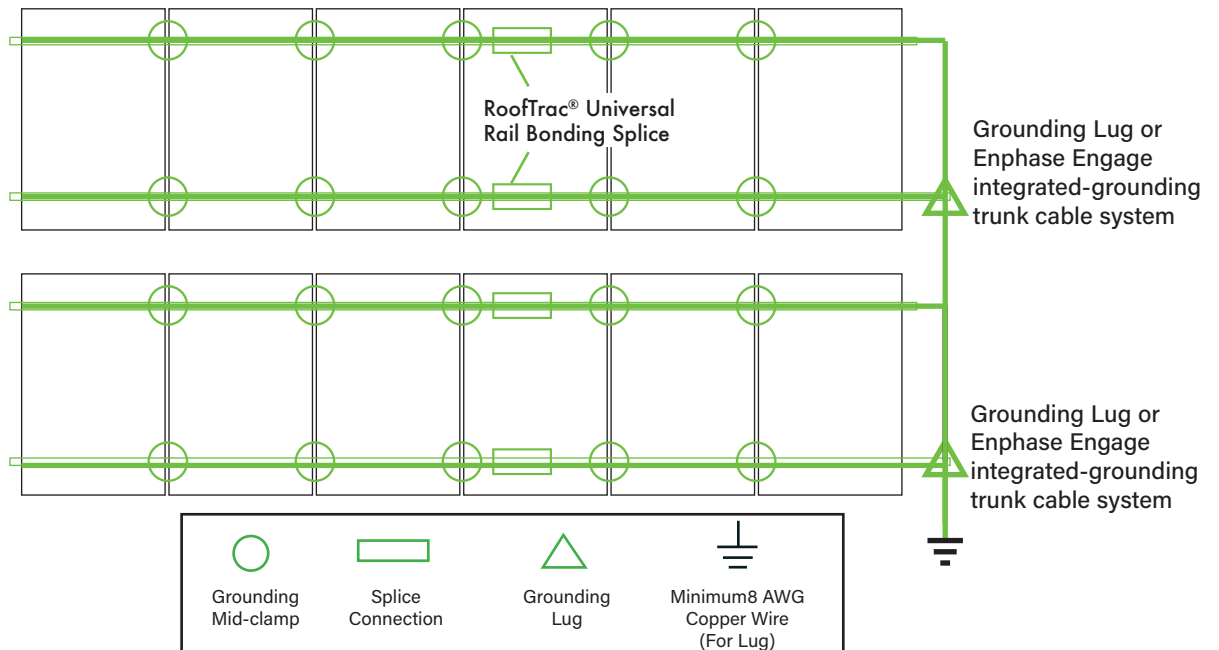 RoofTrac® Universal
Rail Bonding Splice
Grounding Lug or
Enphase Engage
integrated-grounding
trunk cable system
Grounding Lug or
Enphase Engage
integrated-grounding
trunk cable system
Grounding
Mid-clamp
Splice
Connection
Grounding
Lug
Minimum8 AWG
Copper Wire
(For Lug)